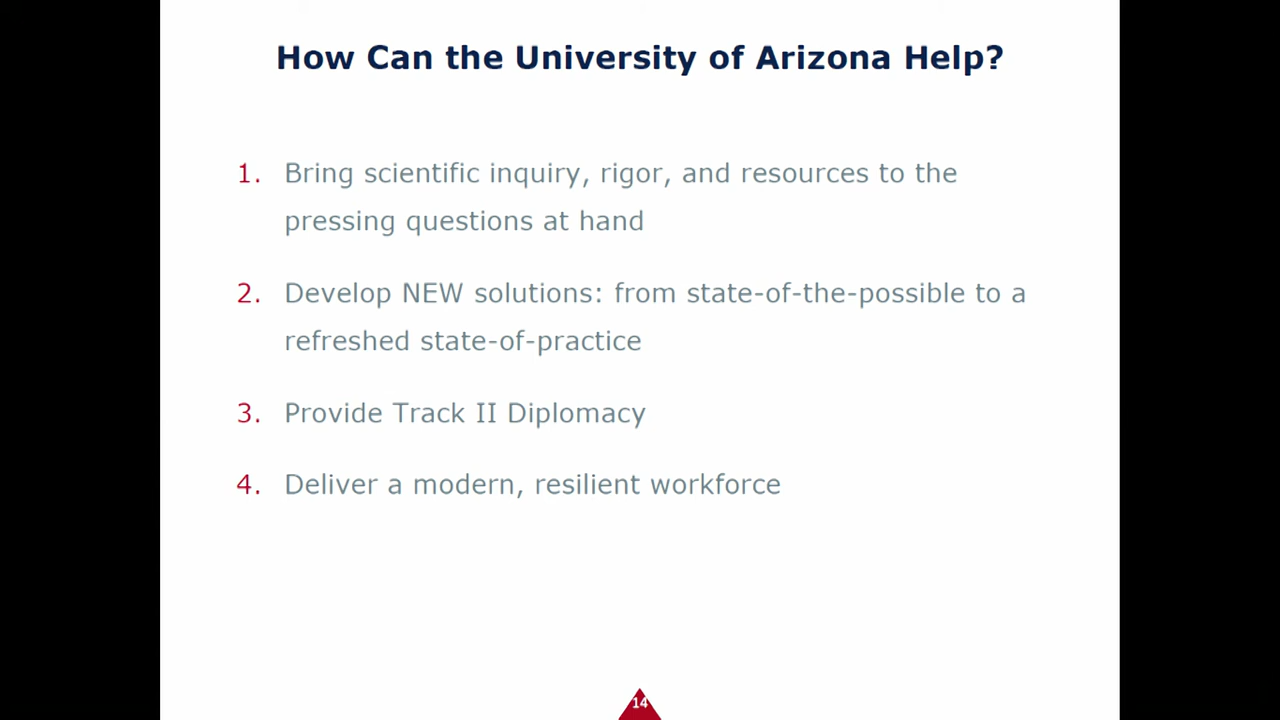 How Can the University of Arizona Help?
1. Bring scientific inquiry, rigor, and resources to the
pressing questions at hand
2. Develop NEW solutions: from state-of-the-possible to a
refreshed state-of-practice
3. Provide Track II Diplomacy
4. Deliver a modern, resilient workforce
14